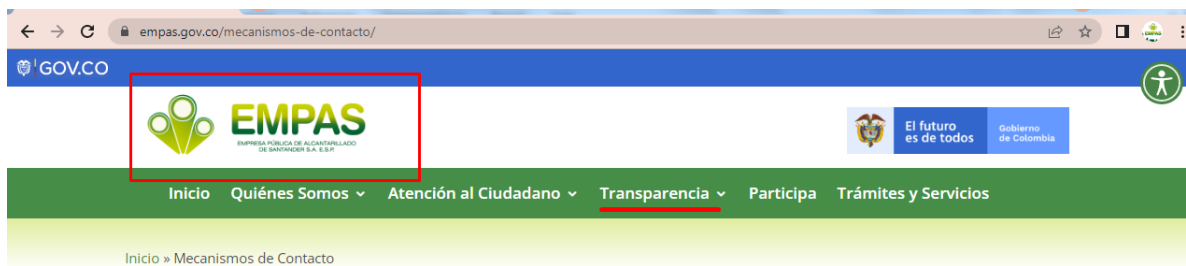 empas.gov.co/mecanismos-de-contacto/
GOV.CO
EMPAS
EMPRESA PÚBLICA DE ALCANTARILLADO
DE SANTANDER S.A. E.S.P.
El futuro
es de todos
Gobierno
de Colombia
Inicio Quiénes Somos Atención al Ciudadano Transparencia Participa Trámites y Servicios
Inicio » Mecanismos de Contacto